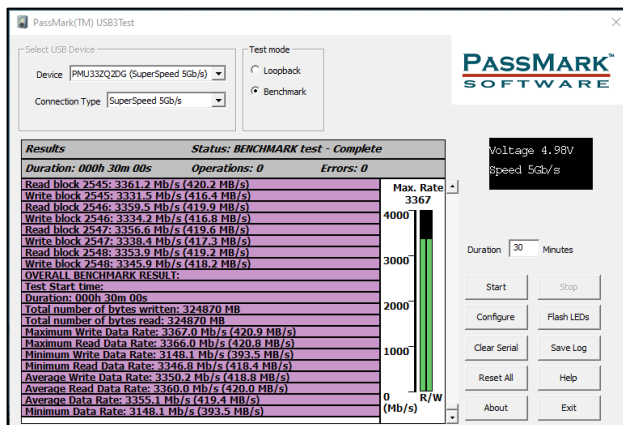 PassMark(TM) USB3Test
Select USB Device
Device PMU33ZQ2DG (SuperSpeed 5Gb/s)
Connection Type SuperSpeed 5Gb/s
Test mode
Loopback
Benchmark
PASSMARK™
SOFTWARE
Results Status: BENCHMARK test - Complete
Duration: 000h 30m 00s Operations: 0 Errors: 0
Read block 2545: 3361.2 Mb/s (420.2 MB/s)
Write block 2545: 3331.5 Mb/s (416.4 MB/s)
Read block 2546: 3359.5 Mb/s (419.9 MB/s)
Write block 2546: 3334.2 Mb/s (416.8 MB/s)
Read block 2547: 3356.6 Mb/s (419.6 MB/s)
Write block 2547: 3338.4 Mb/s (417.3 MB/s)
Read block 2548: 3353.9 Mb/s (419.2 MB/s)
Write block 2548: 3345.9 Mb/s (418.2 MB/s)
OVERALL BENCHMARK RESULT:
Test Start time:
Duration: 000h 30m 00s
Total number of bytes written: 324870 MB
Total number of bytes read: 324870 MB
Maximum Write Data Rate: 3367.0 Mb/s (420.9 MB/s)
Maximum Read Data Rate: 3366.0 Mb/s (420.8 MB/s)
Minimum Write Data Rate: 3148.1 Mb/s (393.5 MB/s)
Minimum Read Data Rate: 3346.8 Mb/s (418.4 MB/s)
Average Write Data Rate: 3350.2 Mb/s (418.8 MB/s)
Average Read Data Rate: 3360.0 Mb/s (420.0 MB/s)
Average Data Rate: 3355.1 Mb/s (419.4 MB/s)
Minimum Data Rate: 3148.1 Mb/s (393.5 MB/s)
Max. Rate
3367
4000
3000
2000
1000
0 R/W
(Mb/s)
Voltage 4.98V
Speed 5Gb/s
Duration 30 Minutes
Start Stop
Configure Flash LEDs
Clear Serial Save Log
Reset All Help
About Exit